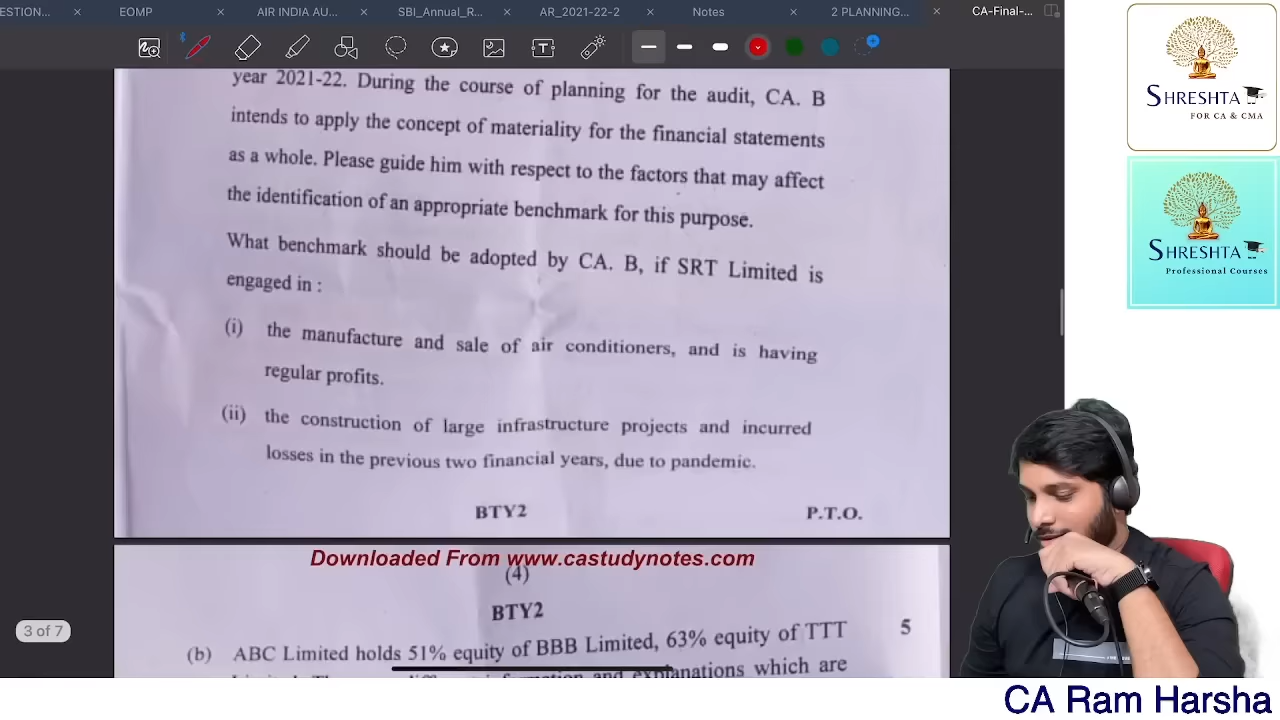 ESTION...
EOMP
AIR INDIA AU...
SBI_Annual_R...
AR_2021-22-2
Notes
2 PLANNING...
CA-Final-...
year 2021-22. During the course of planning for the audit, CA. B
intends to apply the concept of materiality for the financial statements
as a whole. Please guide him with respect to the factors that may affect
the identification of an appropriate benchmark for this purpose.
What benchmark should be adopted by CA. B, if SRT Limited is
engaged in :
(i) the manufacture and sale of air conditioners, and is having
regular profits.
(ii) the construction of large infrastructure projects and incurred
losses in the previous two financial years, due to pandemic.
BTY2
P.T.O.
Downloaded From www.castudynotes.com
(4)
BTY2
3 of 7
(b) ABC Limited holds 51% equity of BBB Limited, 63% equity of TTT
5
and explanations which are
SHRESHTA
FOR CA & CMA
SHRESHTA
Professional Courses
CA Ram Harsha